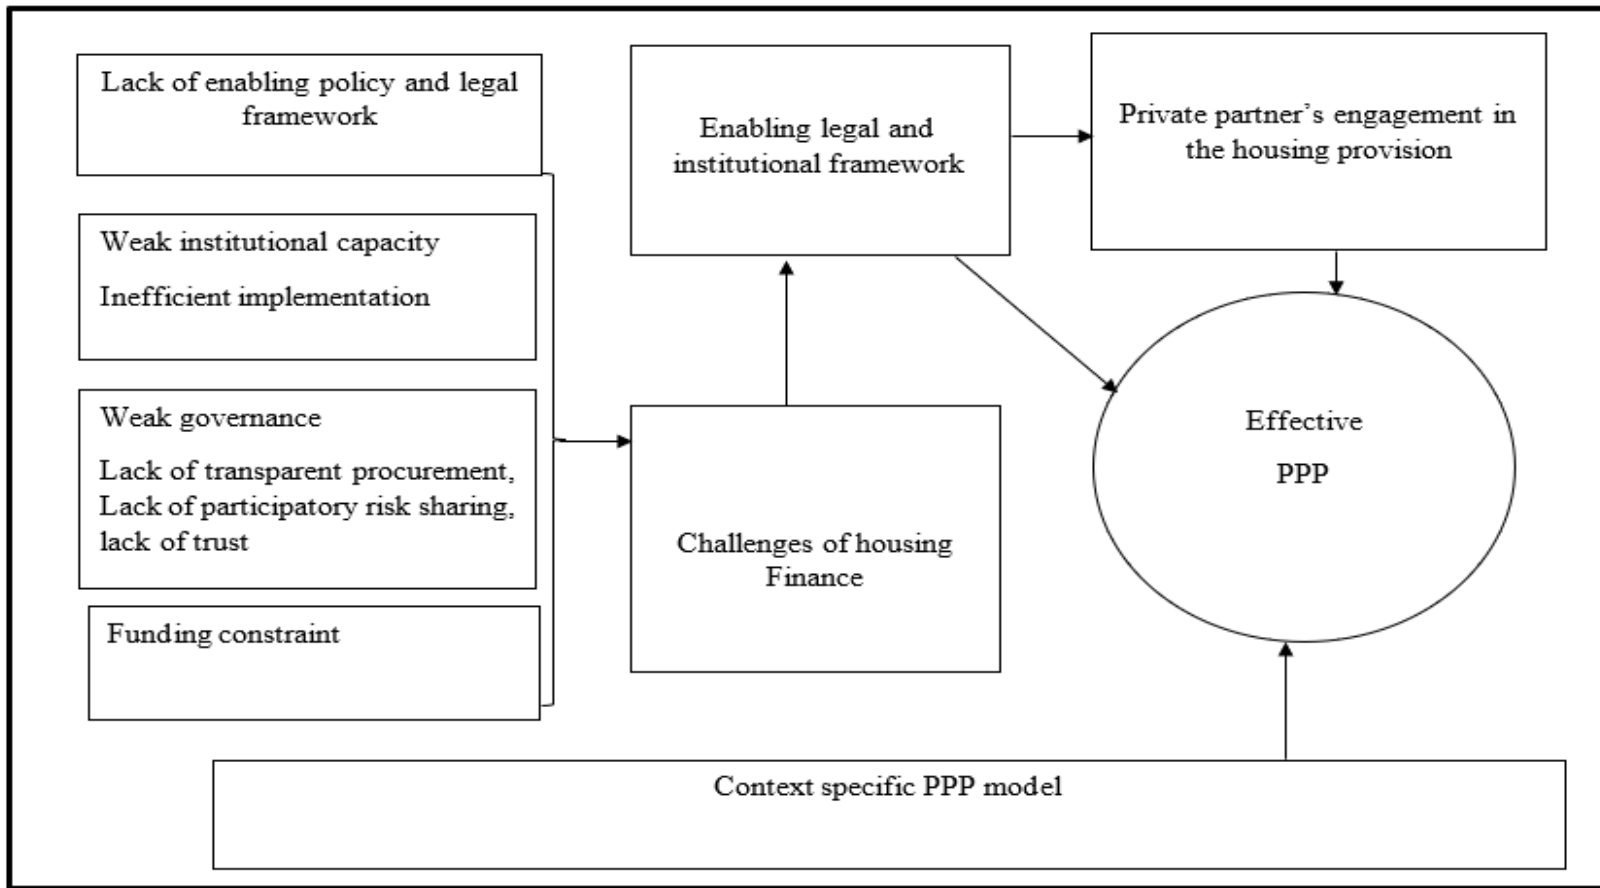 Lack of enabling policy and legal
framework
Weak institutional capacity
Inefficient implementation
Weak governance
Lack of transparent procurement,
Lack of participatory risk sharing,
lack of trust
Funding constraint
Enabling legal and
institutional framework
Challenges of housing
Finance
Private partner’s engagement in
the housing provision
Effective
PPP
Context specific PPP model